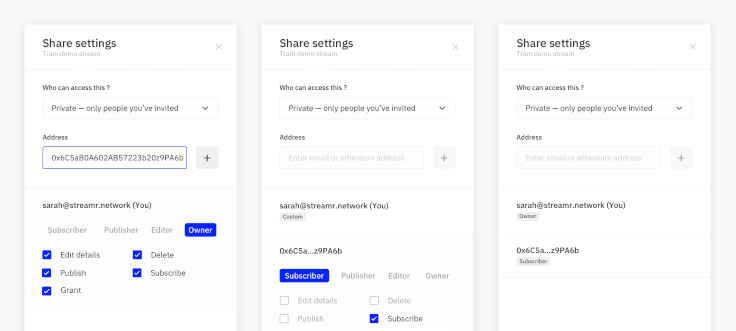 Share settings
Tram demo stream
Who can access this ?
Private — only people you've invited
Address
0x6C5aB0A602AB57223b20z9PA6b
sarah@streamr.network (You)
Subscriber Publisher Editor Owner
Edit details Delete
Publish Subscribe
Grant
Share settings
Tram demo stream
Who can access this ?
Private — only people you've invited
Address
Enter email or ethereum address
sarah@streamr.network (You)
Custom
0x6C5a...z9PA6b
Subscriber Publisher Editor Owner
Edit details Delete
Publish Subscribe
Share settings
Tram demo stream
Who can access this ?
Private — only people you've invited
Address
Enter email or ethereum address
sarah@streamr.network (You)
Owner
0x6C5a...z9PA6b
Subscriber